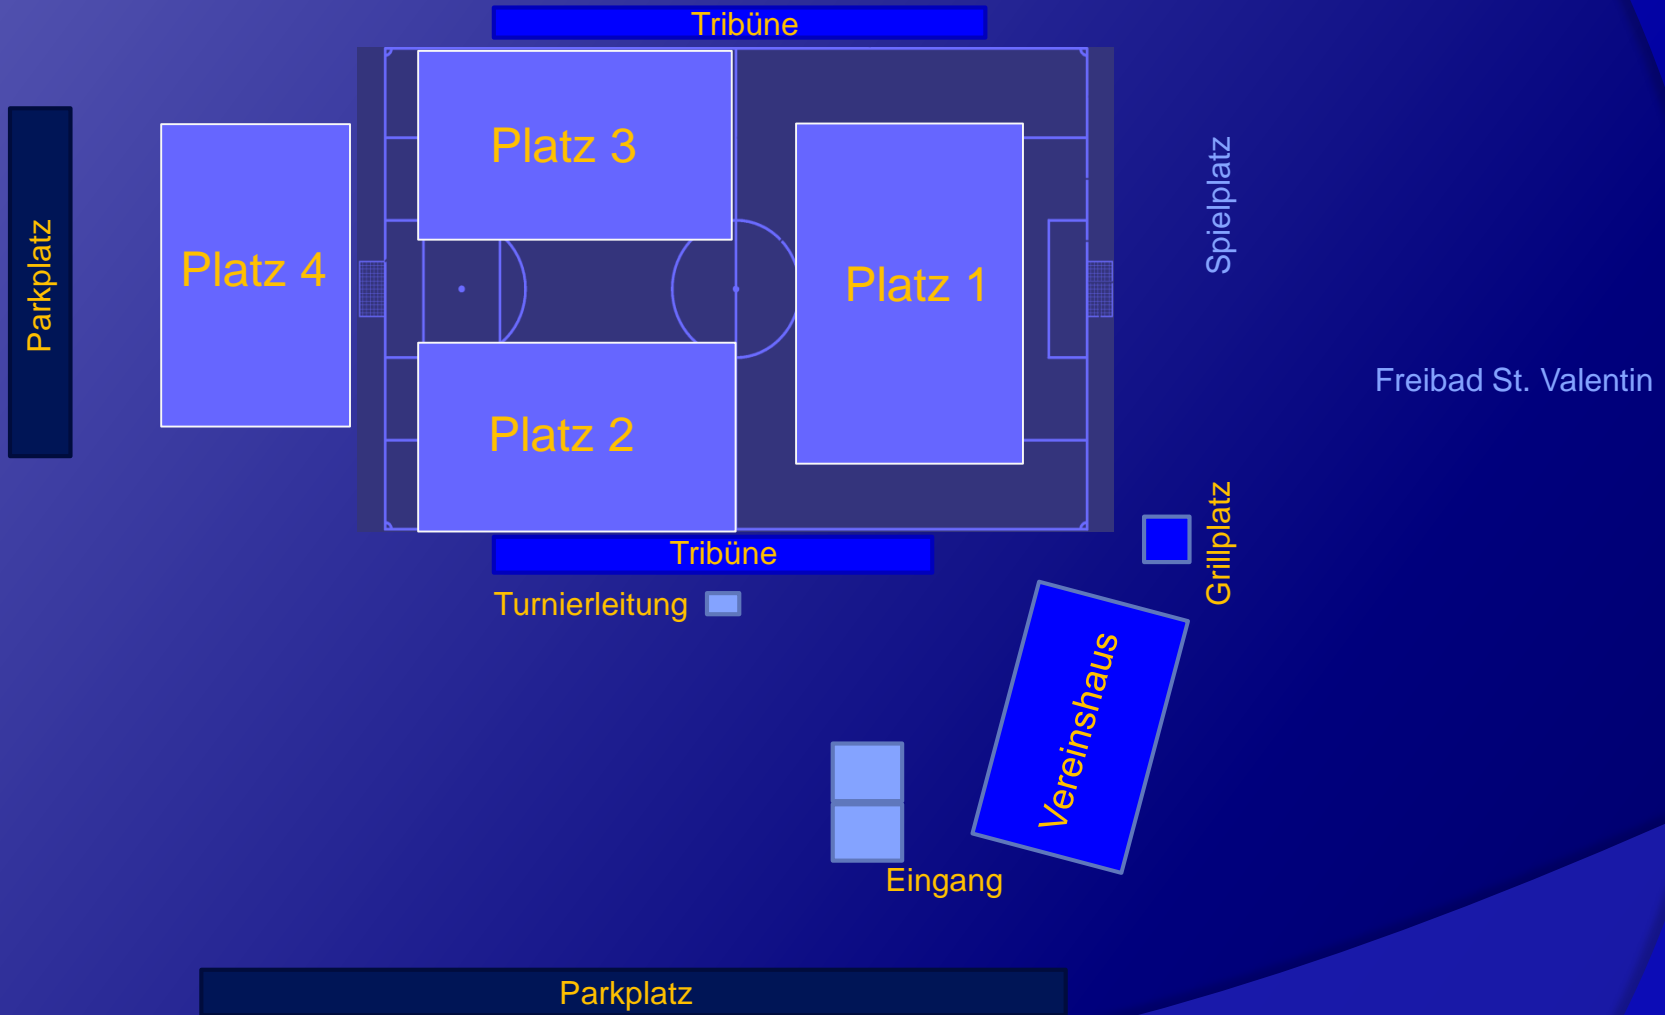 Tribüne
Platz 3
Spielplatz
Parkplatz
Platz 4
Platz 1
Freibad St. Valentin
Platz 2
Grillplatz
Tribüne
Turnierleitung
Vereinshaus
Eingang
Parkplatz